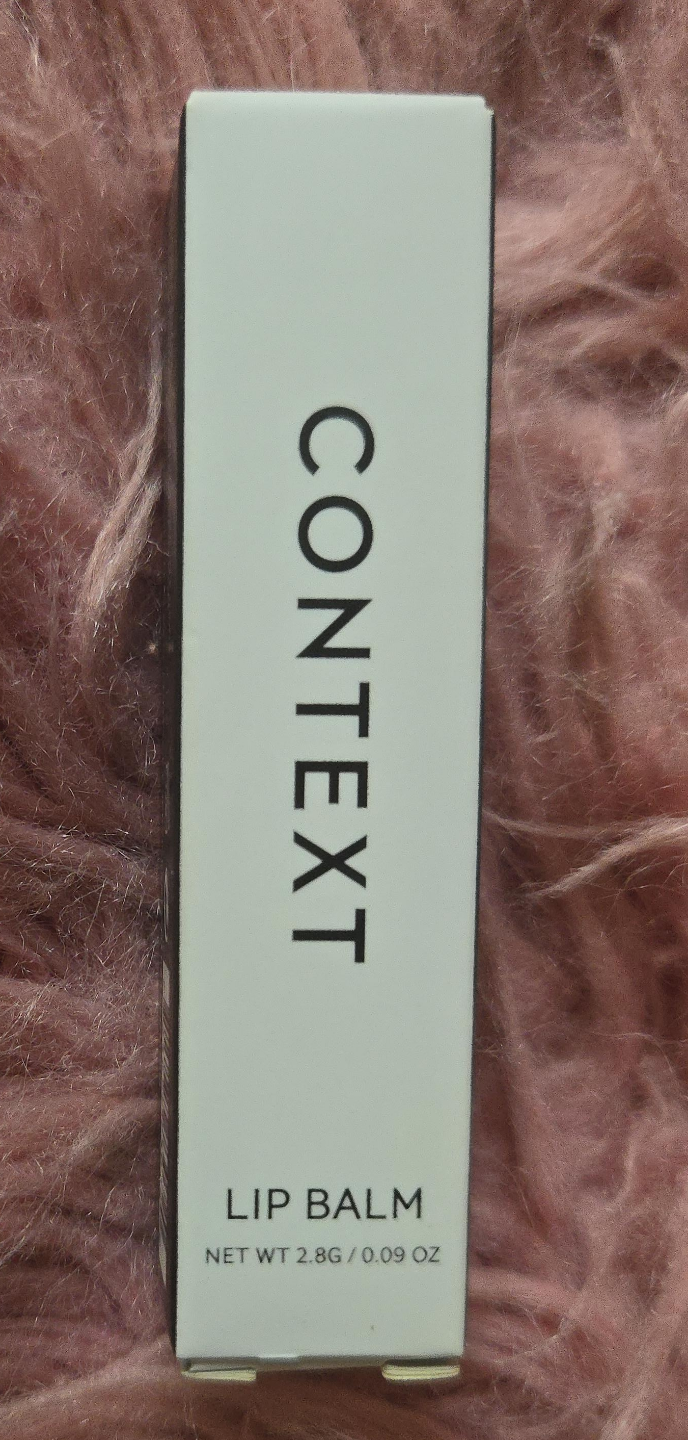 CONTEXT
LIP BALM
NET WT 2.8G / 0.09 OZ